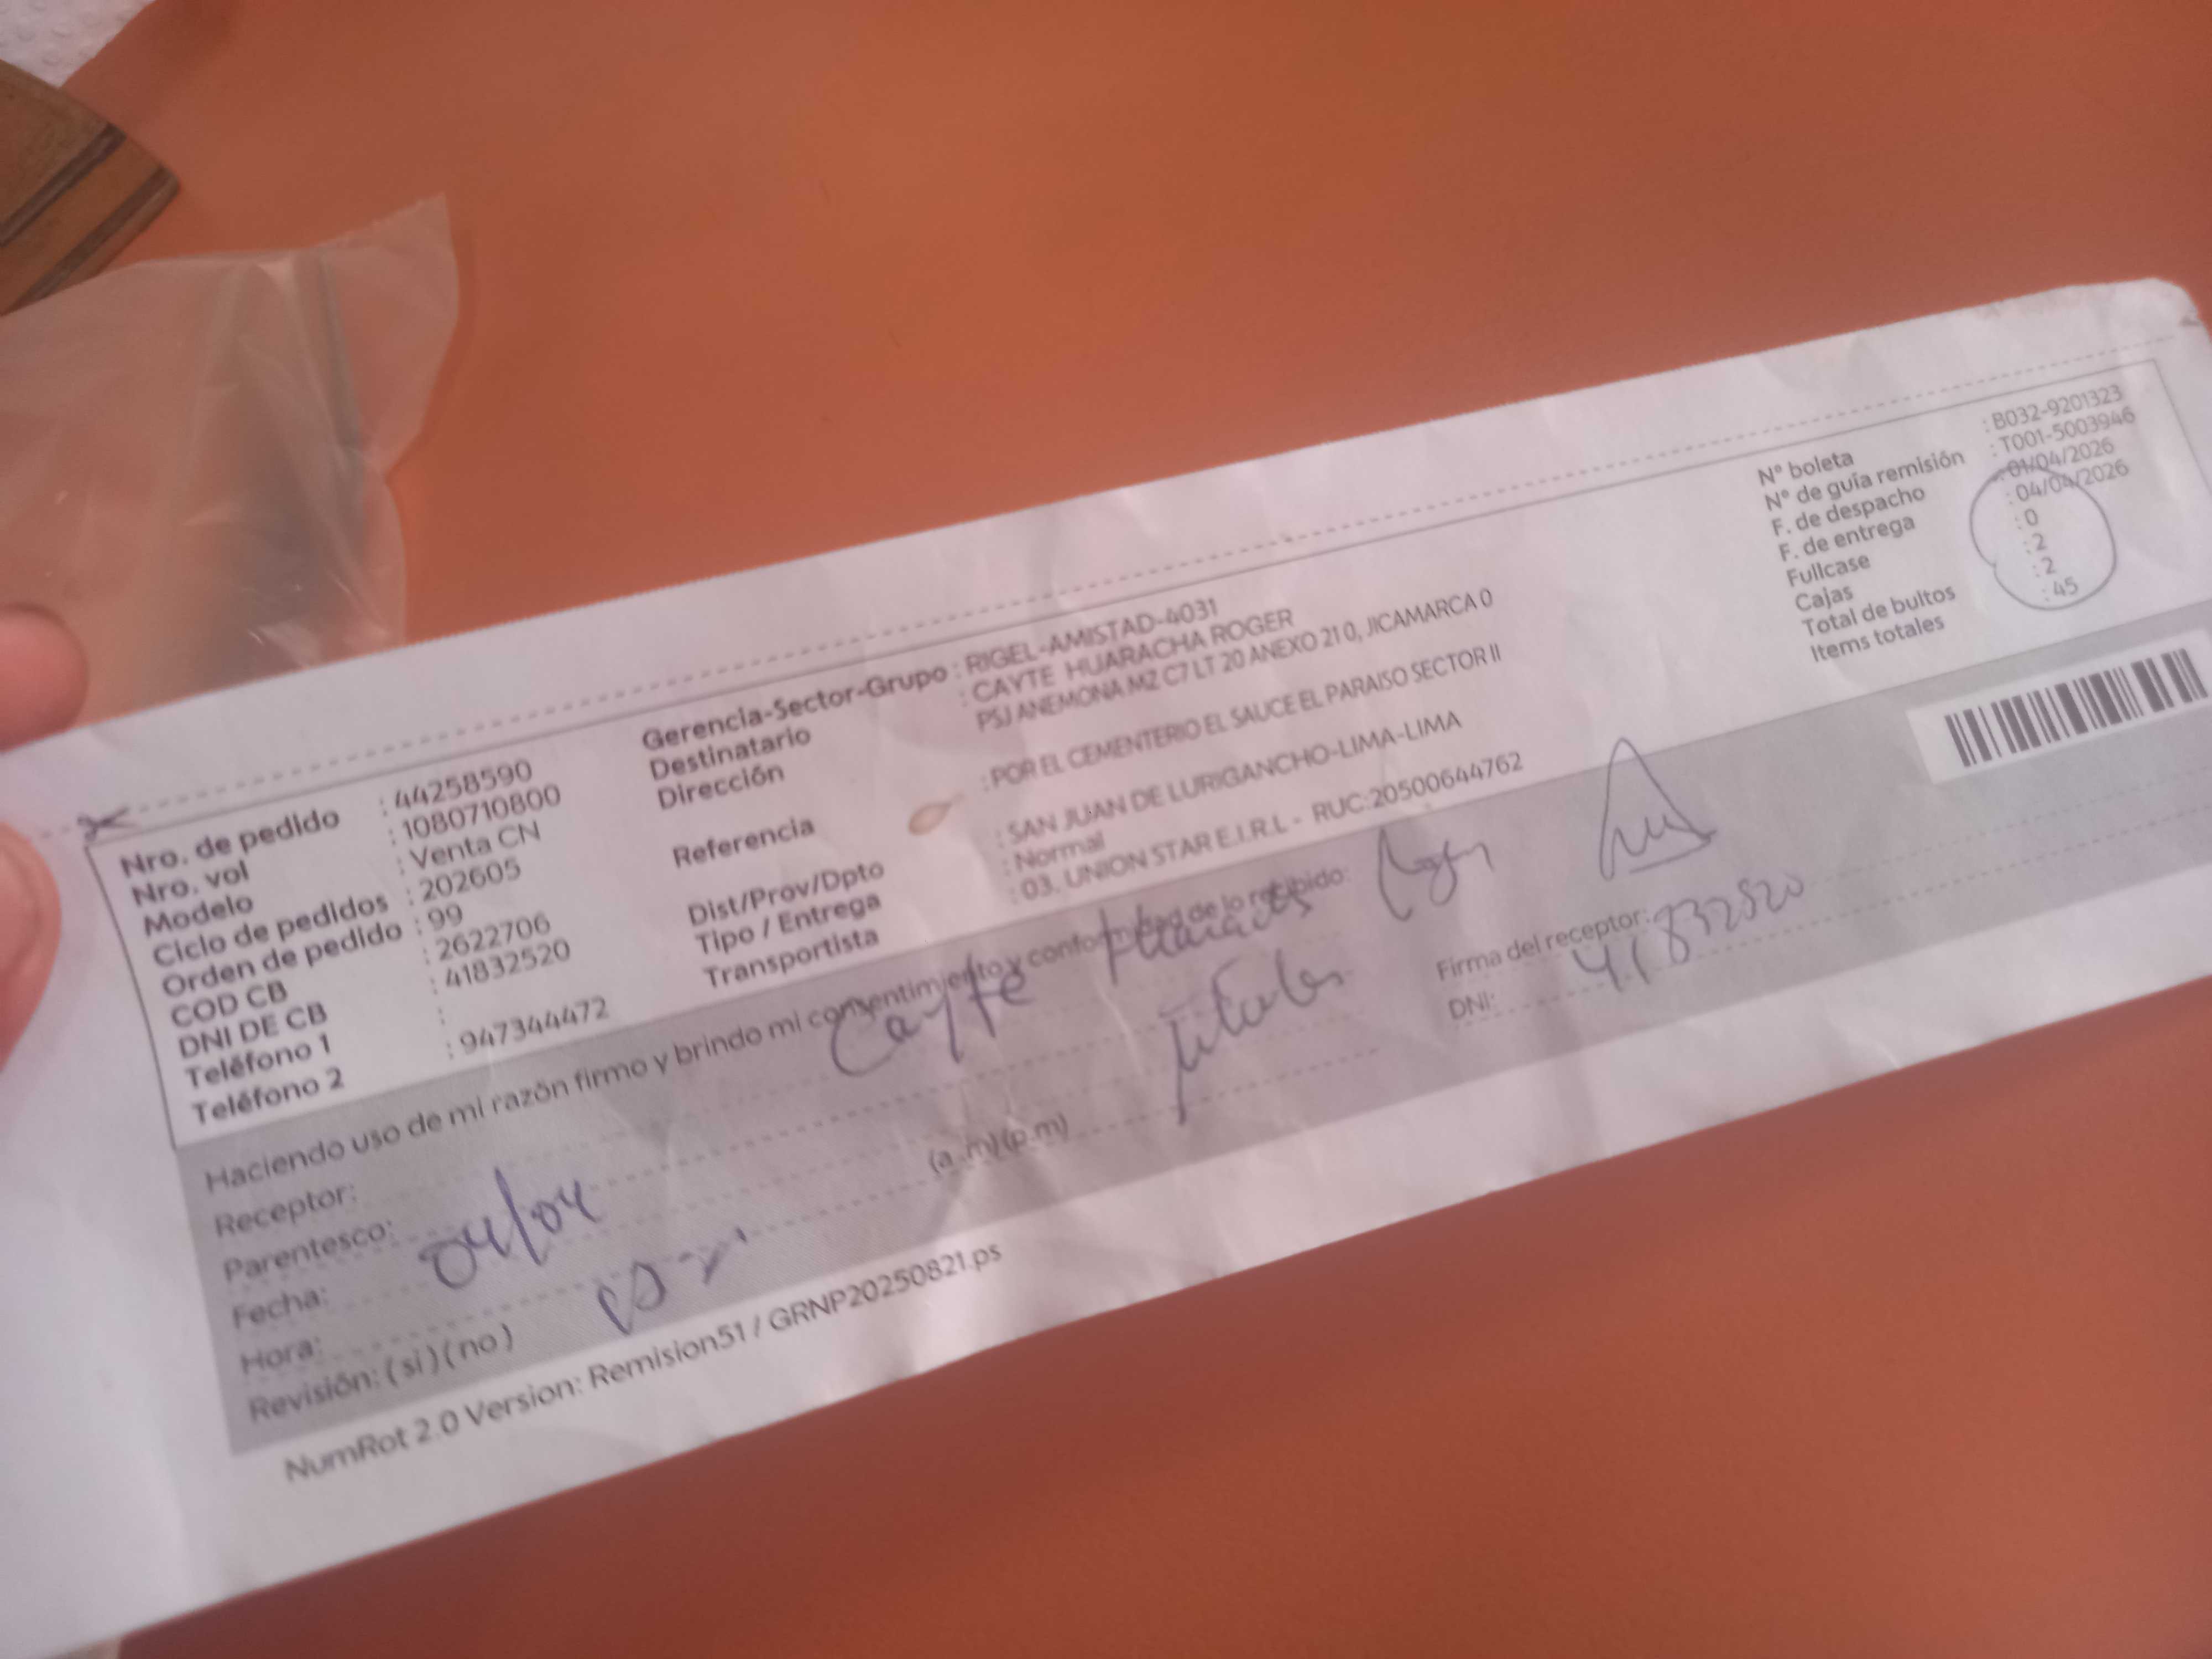 Nro. de pedido : 44258590
Nro. vol : 1080710800
Modelo : Venta CN
Ciclo de pedidos : 202605
Orden de pedido : 99
COD CB : 2622706
DNI DE CB : 41832520
Teléfono 1 :
Teléfono 2 : 947344472
Gerencia-Sector-Grupo : RIGEL-AMISTAD-4031
Destinatario : CAYTE HUARACHA ROGER
Dirección PSJ ANEMONA MZ C7 LT 20 ANEXO 21 0, JICAMARCA 0
Referencia : POR EL CEMENTERIO EL SAUCE EL PARAISO SECTOR II
Dist/Prov/Dpto : SAN JUAN DE LURIGANCHO-LIMA-LIMA
Tipo / Entrega : Normal
Transportista : 03. UNION STAR E.I.R.L - RUC:20500644762
N° boleta : B032-9201323
N° de guía remisión : T001-5003946
F. de despacho : 01/04/2026
F. de entrega : 04/04/2026
Fullcase : 0
Cajas : 2
Total de bultos : 2
Items totales : 45
Haciendo uso de mi razón firmo y brindo mi consentimiento y conformidad de lo recibido:
Receptor: Cayte Roger
Parentesco:
Fecha: 04/04
Hora: (a.m)(p.m)
Revisión: (si)(no)
Firma del receptor:
DNI: 41832520
NumRot 2.0 Version: Remision51 / GRNP20250821.ps